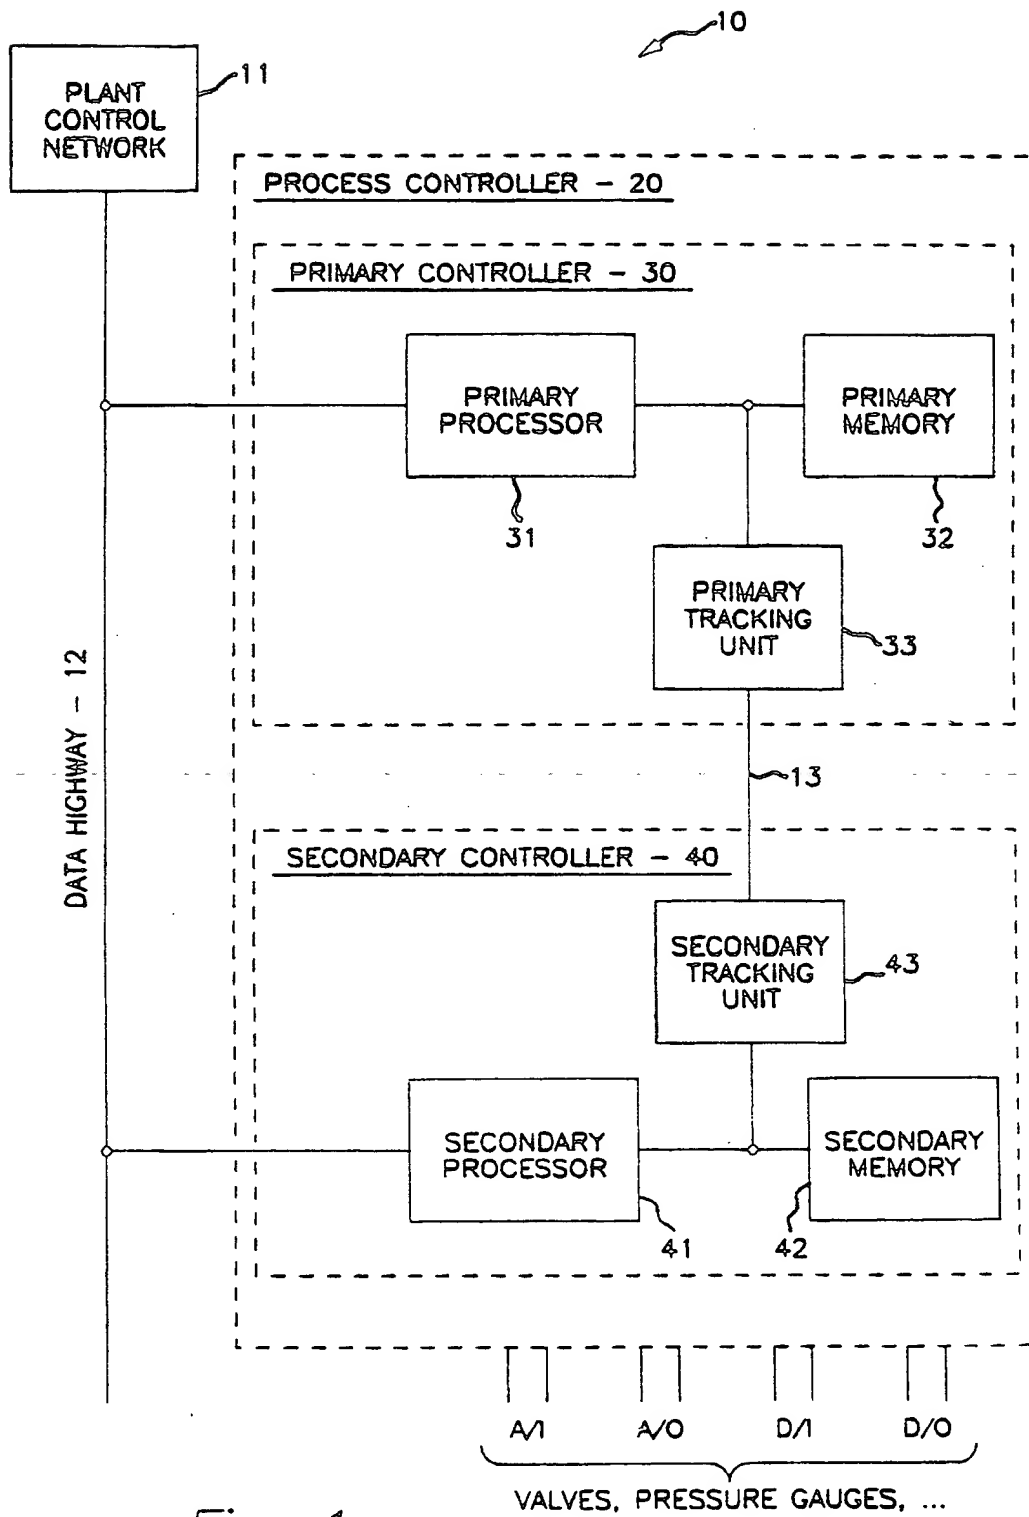 10
11
PLANT
CONTROL
NETWORK
PROCESS CONTROLLER - 20
PRIMARY CONTROLLER - 30
PRIMARY
PROCESSOR
31
PRIMARY
MEMORY
32
PRIMARY
TRACKING
UNIT
33
DATA HIGHWAY - 12
13
SECONDARY CONTROLLER - 40
SECONDARY
TRACKING
UNIT
43
SECONDARY
PROCESSOR
41
SECONDARY
MEMORY
42
A/I A/O D/I D/O
VALVES, PRESSURE GAUGES, ...